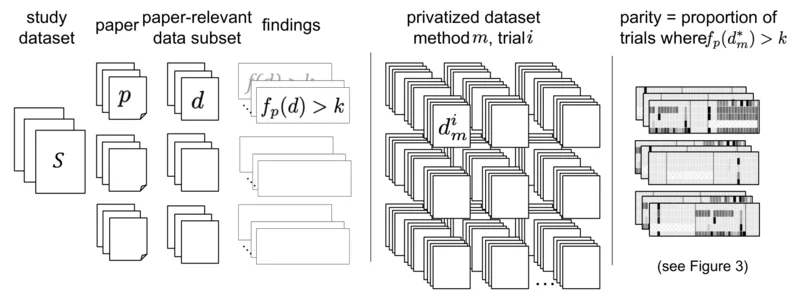 study
dataset
paper
paper-relevant
data subset
findings
privatized dataset
method m, trial i
parity = proportion of
trials where f_p(d_m^*) > k
S
p
d
f(d) > k
f_p(d) > k
d_m^i
(see Figure 3)